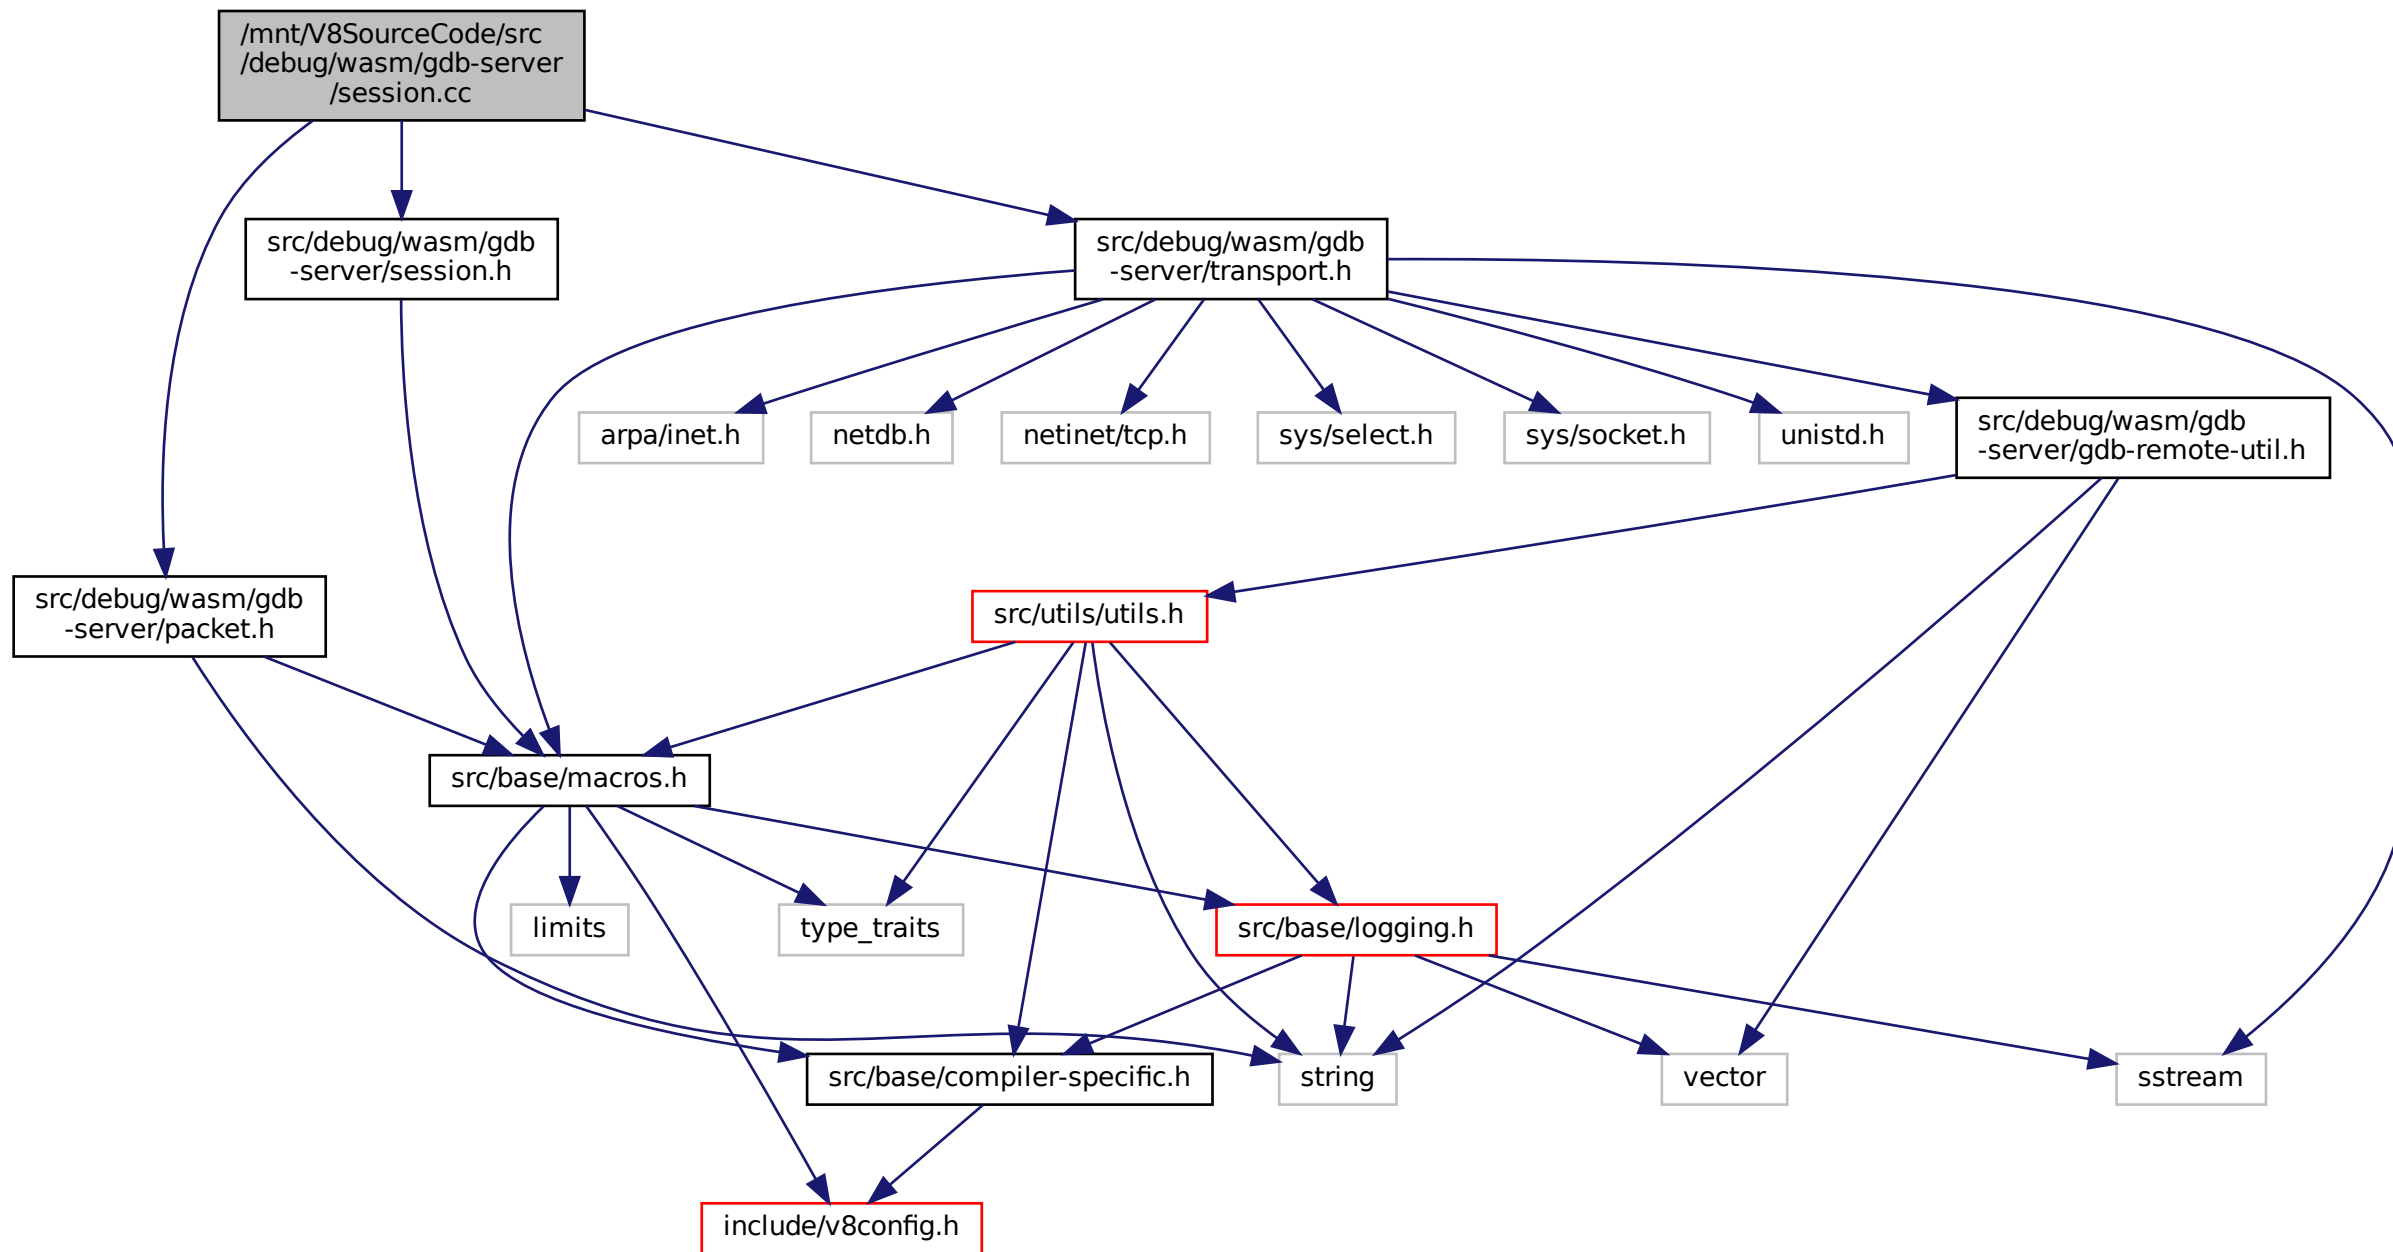 /mnt/V8SourceCode/src
/debug/wasm/gdb-server
/session.cc
src/debug/wasm/gdb
-server/session.h
src/debug/wasm/gdb
-server/transport.h
arpa/inet.h
netdb.h
netinet/tcp.h
sys/select.h
sys/socket.h
unistd.h
src/debug/wasm/gdb
-server/gdb-remote-util.h
src/debug/wasm/gdb
-server/packet.h
src/utils/utils.h
src/base/macros.h
limits
type_traits
src/base/logging.h
src/base/compiler-specific.h
string
vector
sstream
include/v8config.h